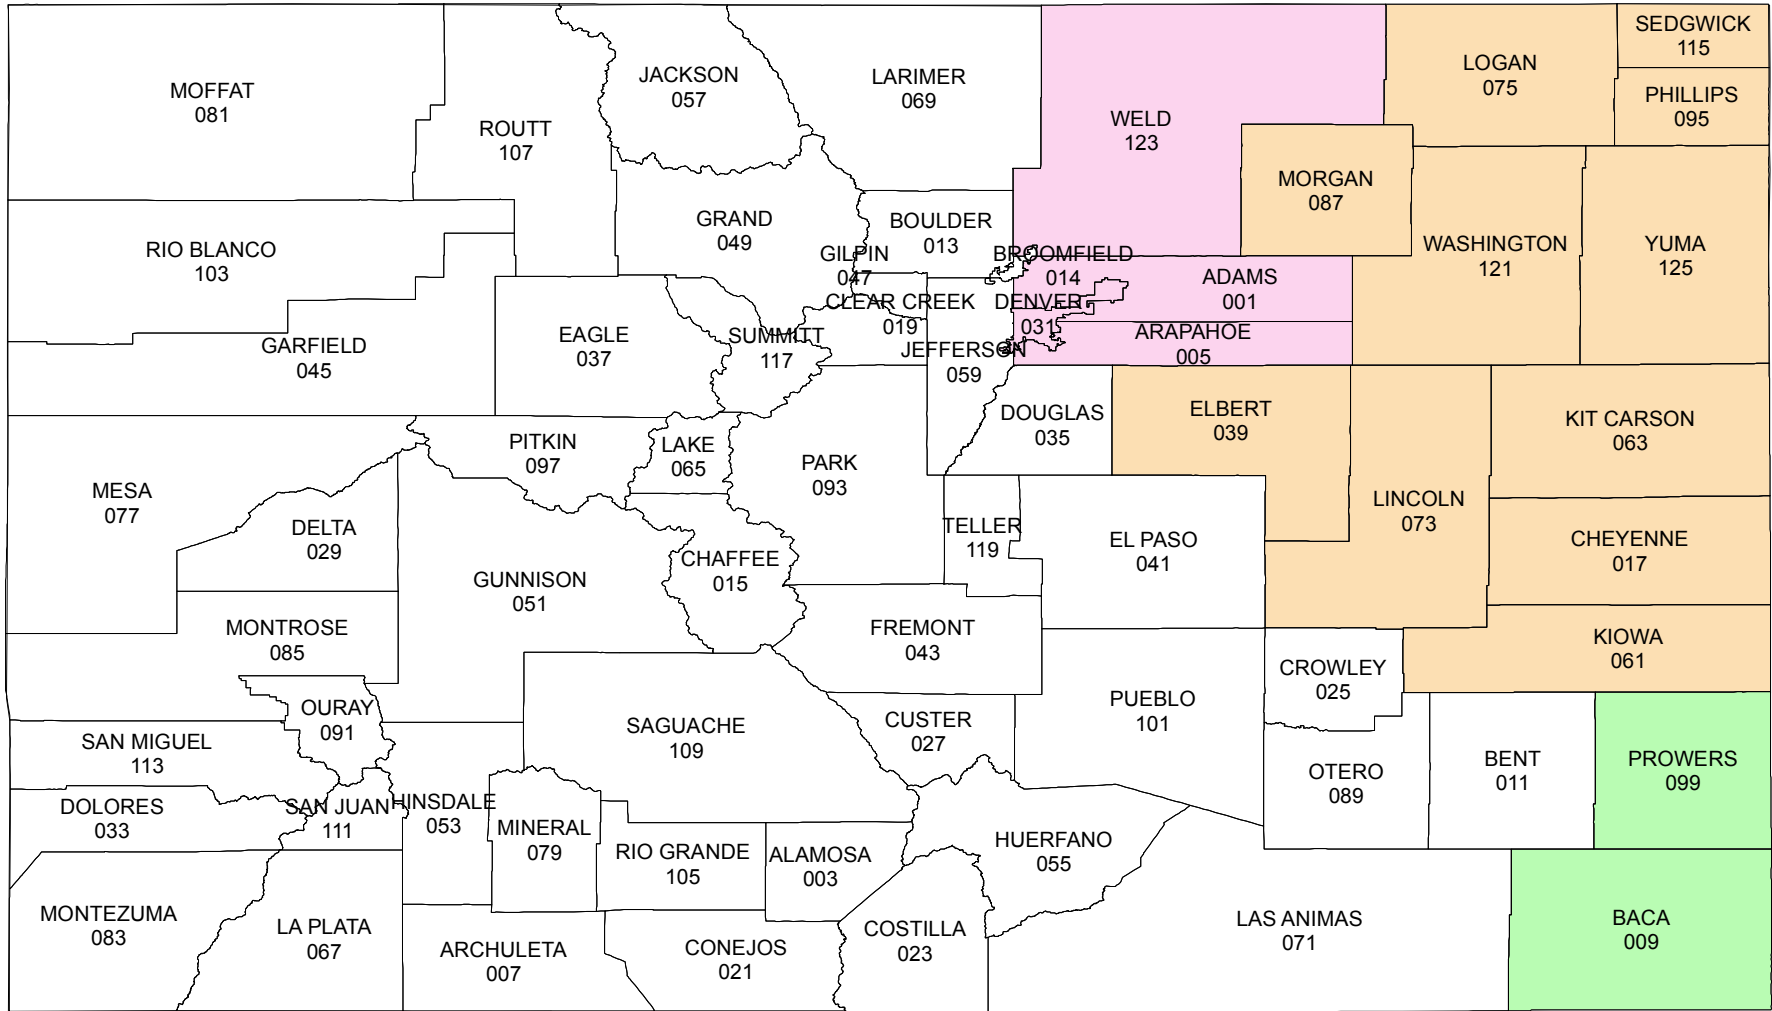 MOFFAT
081
ROUTT
107
JACKSON
057
LARIMER
069
WELD
123
LOGAN
075
SEDGWICK
115
PHILLIPS
095
MORGAN
087
WASHINGTON
121
YUMA
125
RIO BLANCO
103
GRAND
049
BOULDER
013
GILPIN
047
BROOMFIELD
014
ADAMS
001
CLEAR CREEK
019
DENVER
031
ARAPAHOE
005
GARFIELD
045
EAGLE
037
SUMMITT
117
JEFFERSON
059
DOUGLAS
035
ELBERT
039
KIT CARSON
063
PITKIN
097
LAKE
065
PARK
093
MESA
077
DELTA
029
LINCOLN
073
TELLER
119
EL PASO
041
CHEYENNE
017
GUNNISON
051
CHAFFEE
015
MONTROSE
085
FREMONT
043
KIOWA
061
CROWLEY
025
OURAY
091
SAGUACHE
109
CUSTER
027
PUEBLO
101
SAN MIGUEL
113
OTERO
089
BENT
011
PROWERS
099
DOLORES
033
SAN JUAN
111
HINSDALE
053
MINERAL
079
RIO GRANDE
105
ALAMOSA
003
HUERFANO
055
MONTEZUMA
083
LA PLATA
067
ARCHULETA
007
CONEJOS
021
COSTILLA
023
LAS ANIMAS
071
BACA
009